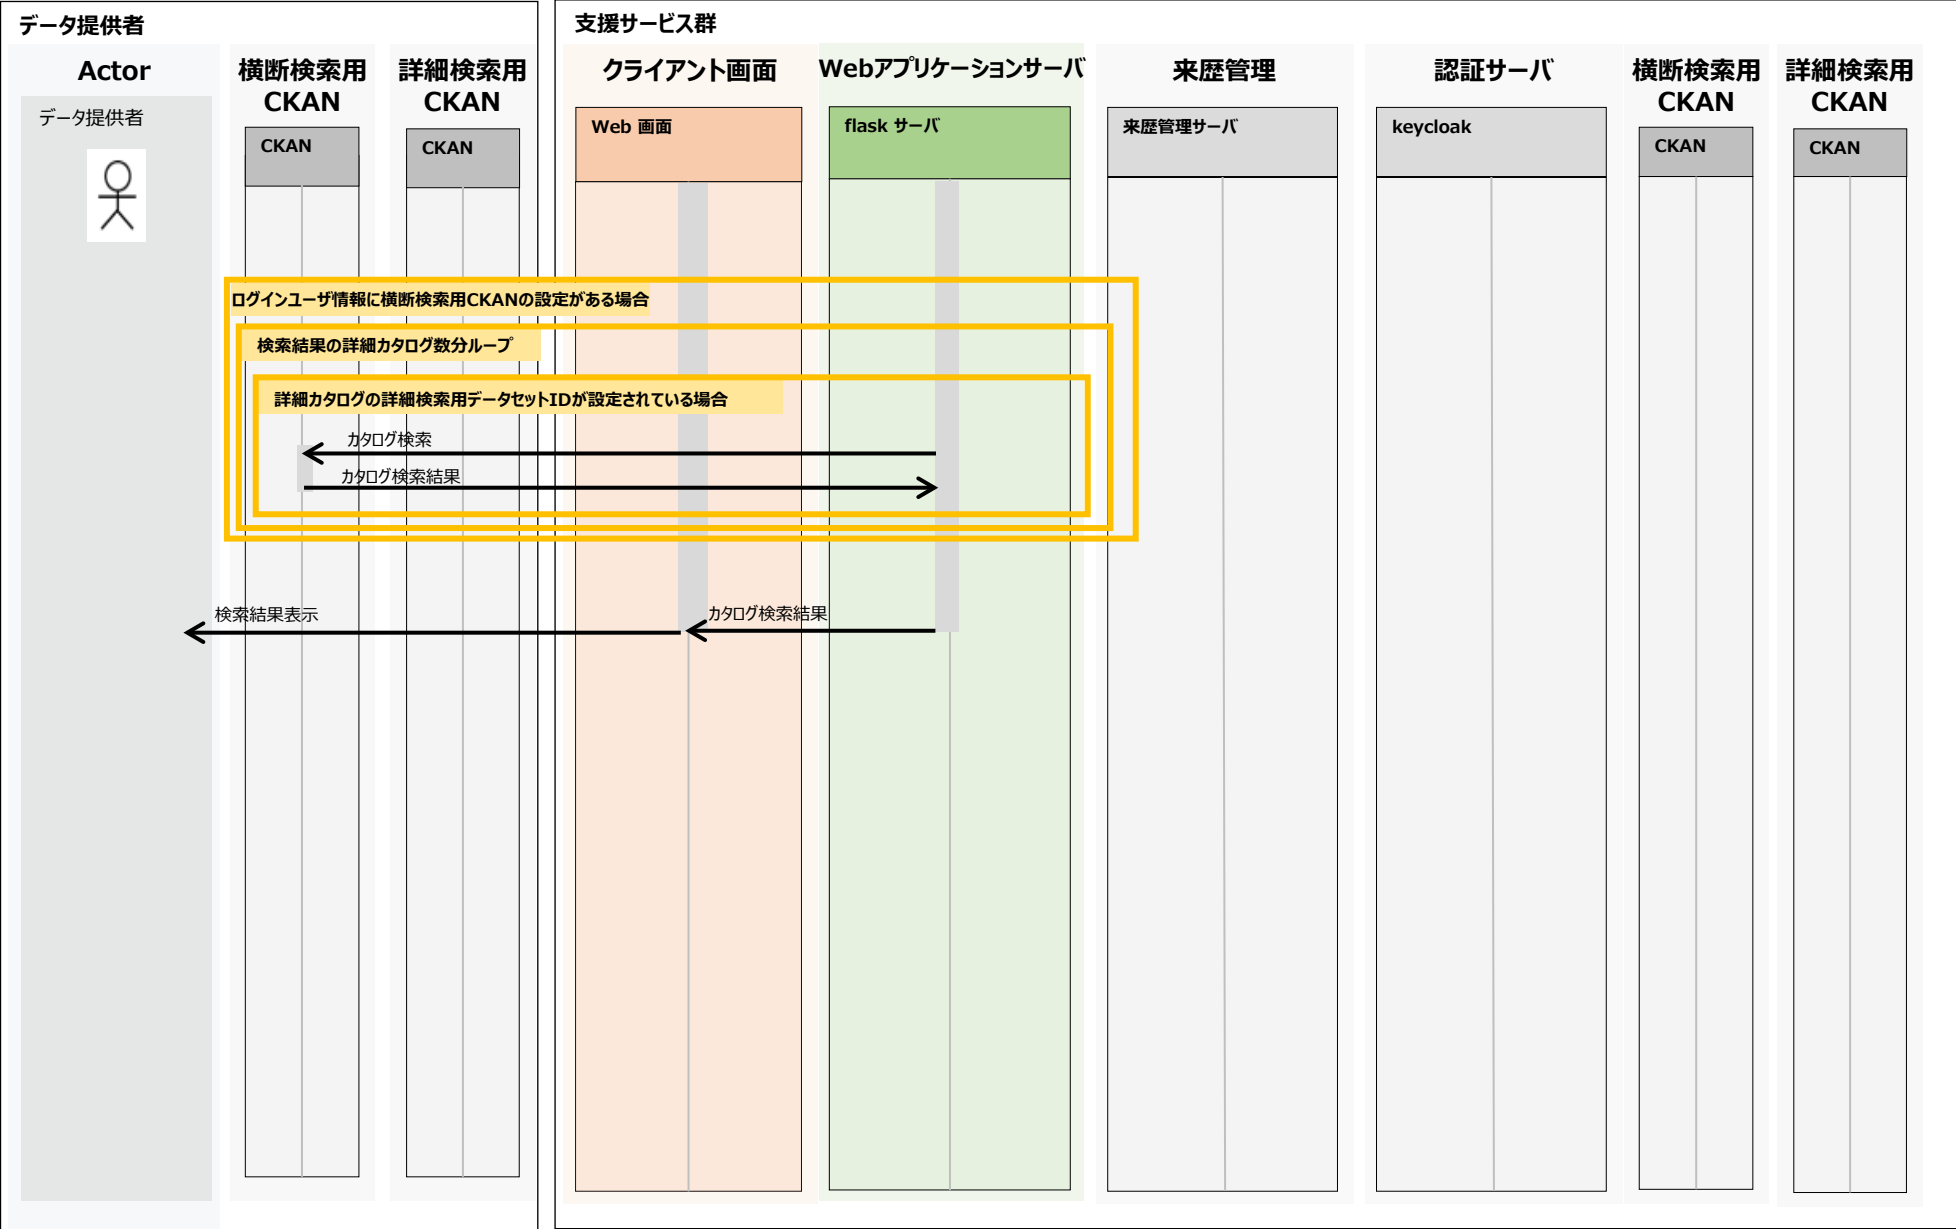 データ提供者
支援サービス群
Actor
横断検索用
CKAN
詳細検索用
CKAN
クライアント画面
Webアプリケーションサーバ
来歴管理
認証サーバ
横断検索用
CKAN
詳細検索用
CKAN
データ提供者
CKAN
CKAN
Web 画面
flask サーバ
来歴管理サーバ
keycloak
CKAN
CKAN
ログインユーザ情報に横断検索用CKANの設定がある場合
検索結果の詳細カタログ数分ループ
詳細カタログの詳細検索用データセットIDが設定されている場合
カタログ検索
カタログ検索結果
検索結果表示
カタログ検索結果